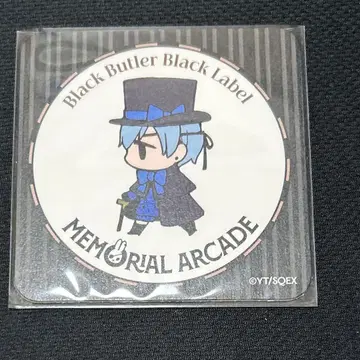 Black Butler Black Label
MEMORIAL ARCADE
©YT/SQEX